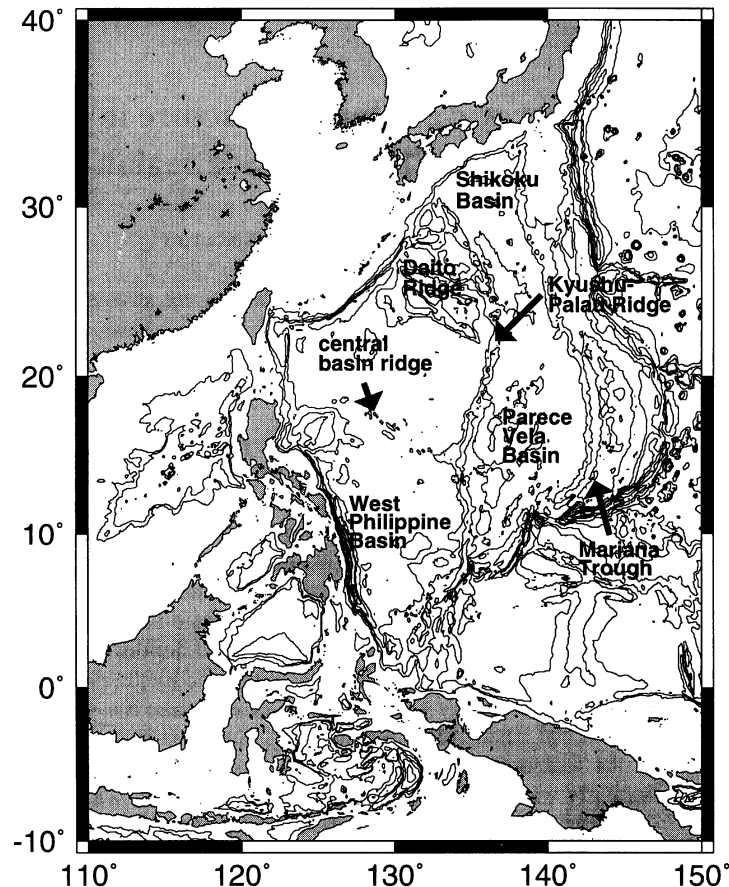 40°
Shikoku
Basin
30°
Daito
Ridge
Kyushu-
Palau Ridge
central
basin ridge
20°
Parece
Vela
Basin
West
Philippine
Basin
10°
Mariana
Trough
0°
-10°
110°
120°
130°
140°
150°